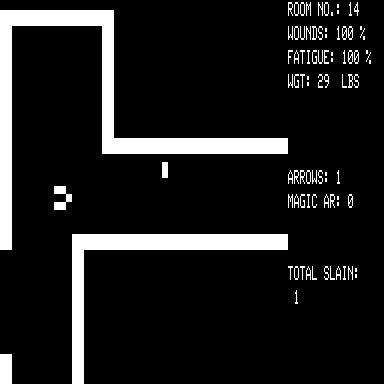 ROOM NO.: 14
WOUNDS: 100 %
FATIGUE: 100 %
WGT: 29 LBS
ARROWS: 1
MAGIC AR: 0
TOTAL SLAIN:
1